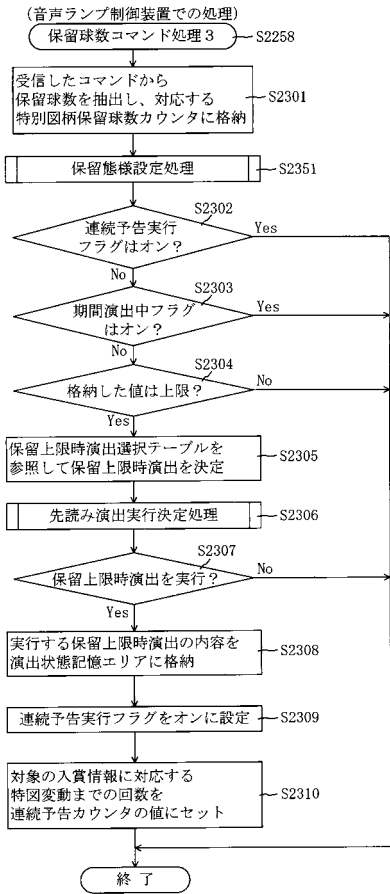 (音声ランプ制御装置での処理)
保留球数コマンド処理3
S2258
受信したコマンドから
保留球数を抽出し、対応する
特別図柄保留球数カウンタに格納
S2301
保留態様設定処理
S2351
S2302
連続予告実行
フラグはオン?
Yes
No
S2303
期間演出中フラグ
はオン?
Yes
No
S2304
格納した値は上限?
No
Yes
保留上限時演出選択テーブルを
参照して保留上限時演出を決定
S2305
先読み演出実行決定処理
S2306
S2307
保留上限時演出を実行?
No
Yes
実行する保留上限時演出の内容を
演出状態記憶エリアに格納
S2308
連続予告実行フラグをオンに設定
S2309
対象の入賞情報に対応する
特図変動までの回数を
連続予告カウンタの値にセット
S2310
終了